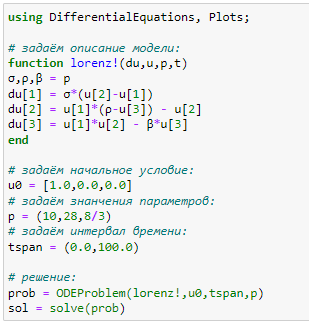 using DifferentialEquations, Plots;
# задаём описание модели:
function lorenz!(du,u,p,t)
σ,ρ,β = p
du[1] = σ*(u[2]-u[1])
du[2] = u[1]*(ρ-u[3]) - u[2]
du[3] = u[1]*u[2] - β*u[3]
end
# задаём начальное условие:
u0 = [1.0,0.0,0.0]
# задаём знанчения параметров:
p = (10,28,8/3)
# задаём интервал времени:
tspan = (0.0,100.0)
# решение:
prob = ODEProblem(lorenz!,u0,tspan,p)
sol = solve(prob)